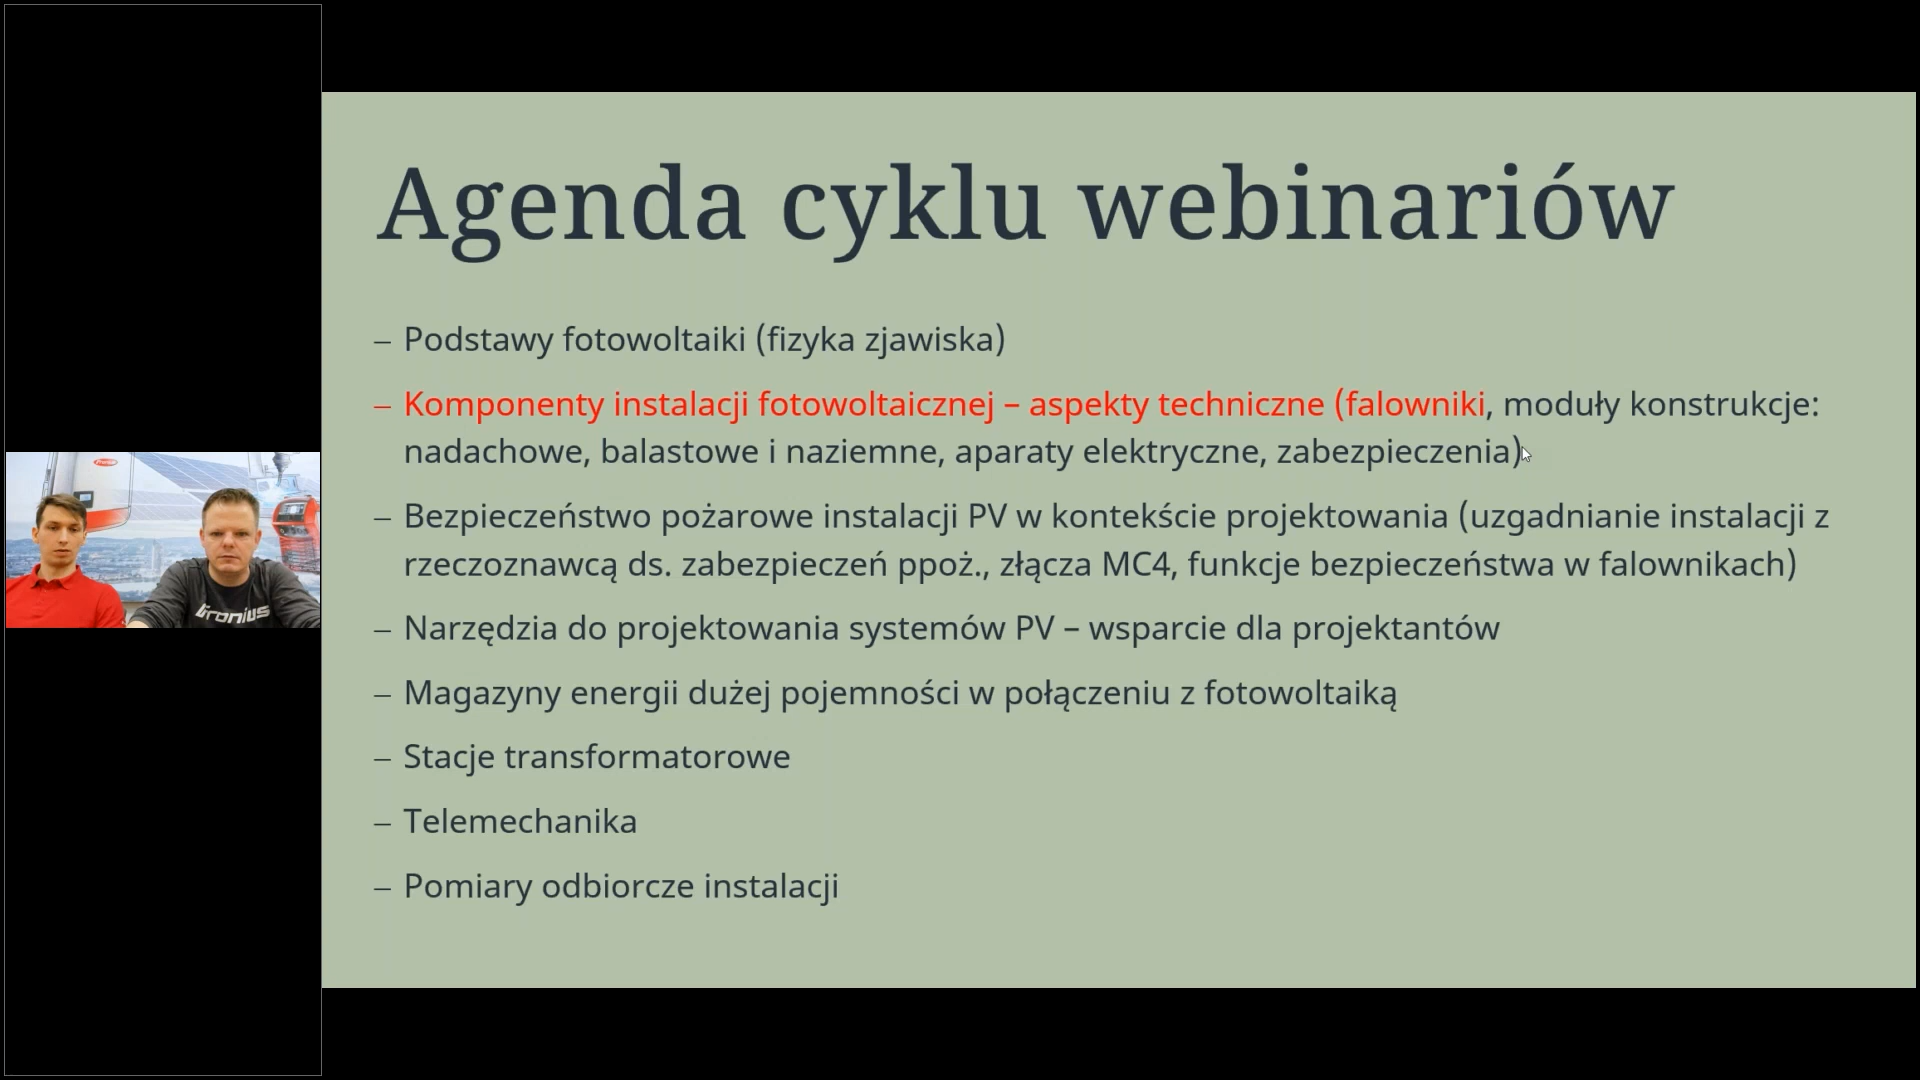 Agenda cyklu webinariów
– Podstawy fotowoltaiki (fizyka zjawiska)
– Komponenty instalacji fotowoltaicznej – aspekty techniczne (falowniki, moduły konstrukcje:
nadachowe, balastowe i naziemne, aparaty elektryczne, zabezpieczenia)
– Bezpieczeństwo pożarowe instalacji PV w kontekście projektowania (uzgadnianie instalacji z
rzeczoznawcą ds. zabezpieczeń ppoż., złącza MC4, funkcje bezpieczeństwa w falownikach)
– Narzędzia do projektowania systemów PV – wsparcie dla projektantów
– Magazyny energii dużej pojemności w połączeniu z fotowoltaiką
– Stacje transformatorowe
– Telemechanika
– Pomiary odbiorcze instalacji
Fronius